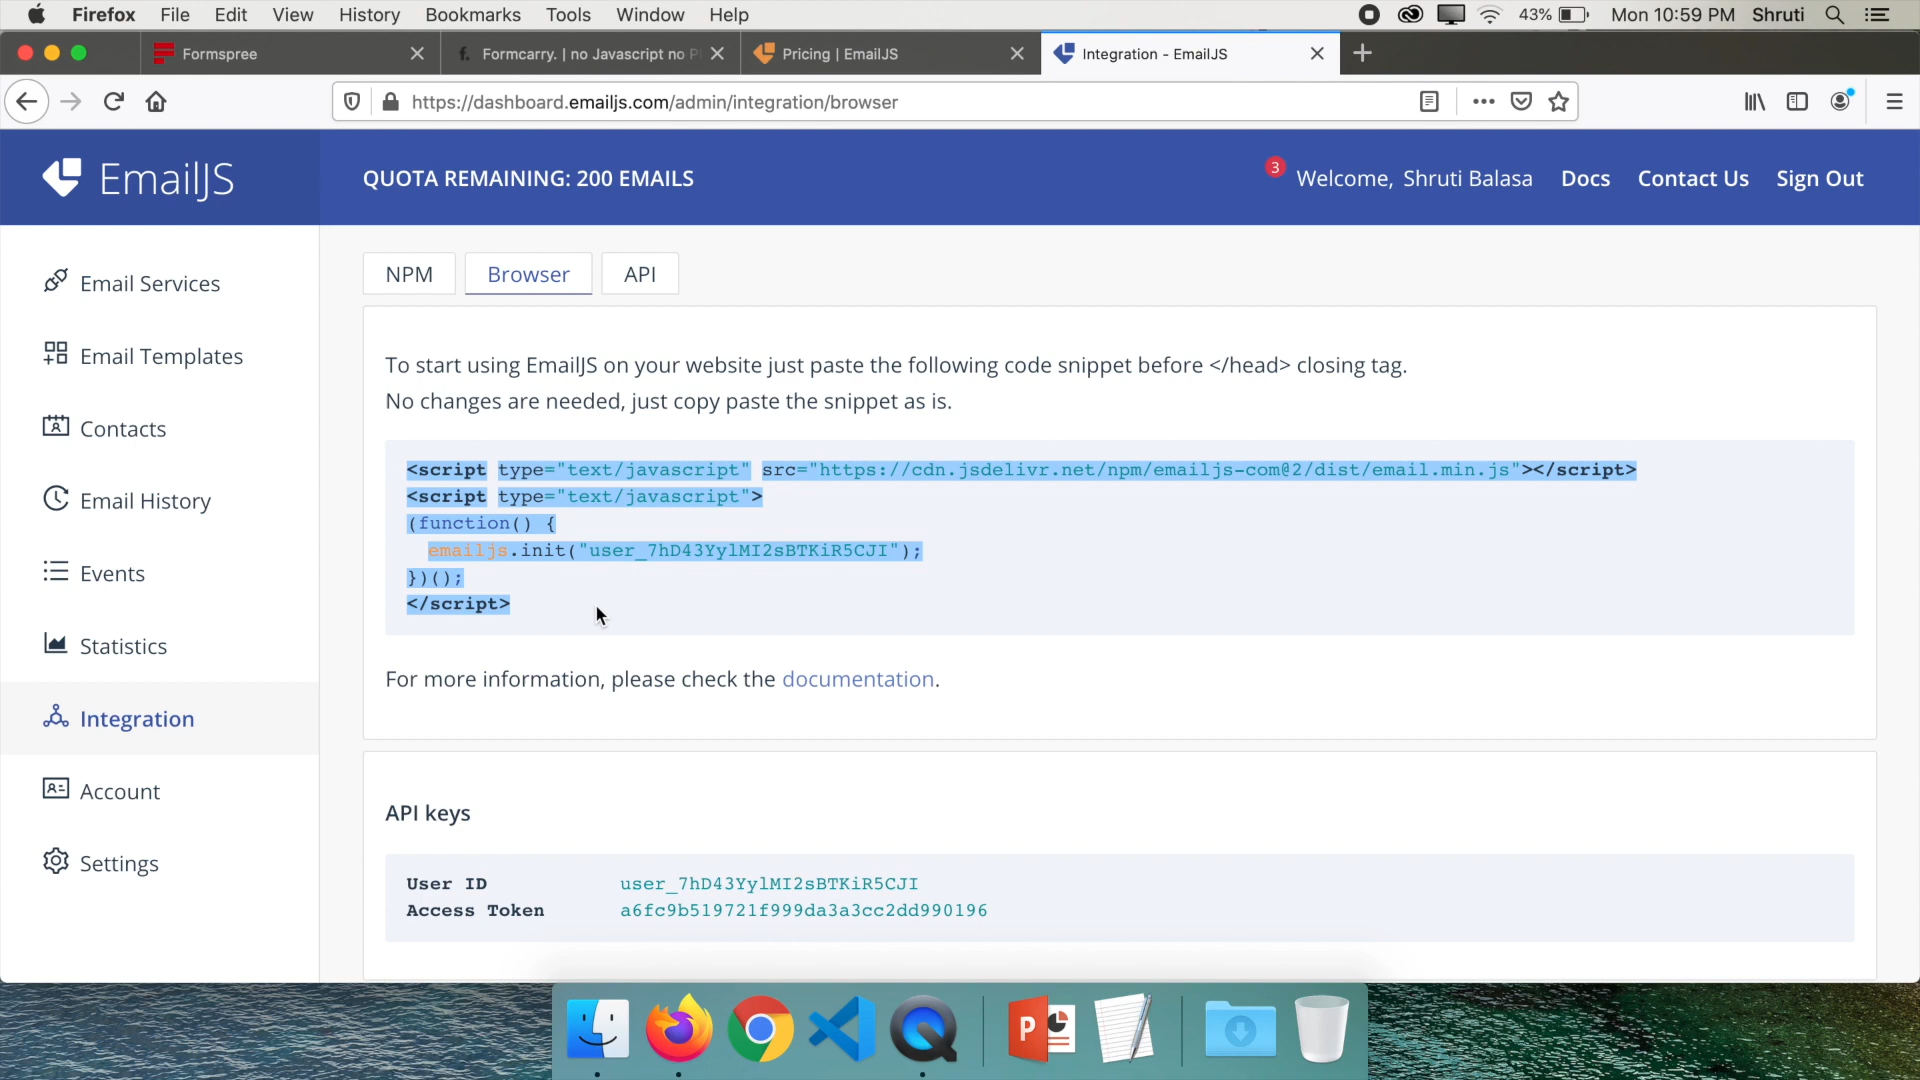 Firefox File Edit View History Bookmarks Tools Window Help 43% Mon 10:59 PM Shruti
Formspree
f. Formcarry. | no Javascript no P
Pricing | EmailJS
Integration - EmailJS
https://dashboard.emailjs.com/admin/integration/browser
EmailJS
QUOTA REMAINING: 200 EMAILS
3
Welcome, Shruti Balasa Docs Contact Us Sign Out
Email Services
Email Templates
Contacts
Email History
Events
Statistics
Integration
Account
Settings
NPM Browser API
To start using EmailJS on your website just paste the following code snippet before </head> closing tag.
No changes are needed, just copy paste the snippet as is.
<script type="text/javascript" src="https://cdn.jsdelivr.net/npm/emailjs-com@2/dist/email.min.js"></script>
<script type="text/javascript">
(function() {
emailjs.init("user_7hD43YylMI2sBTKiR5CJI");
})();
</script>
For more information, please check the documentation.
API keys
User ID user_7hD43YylMI2sBTKiR5CJI
Access Token a6fc9b519721f999da3a3cc2dd990196
P